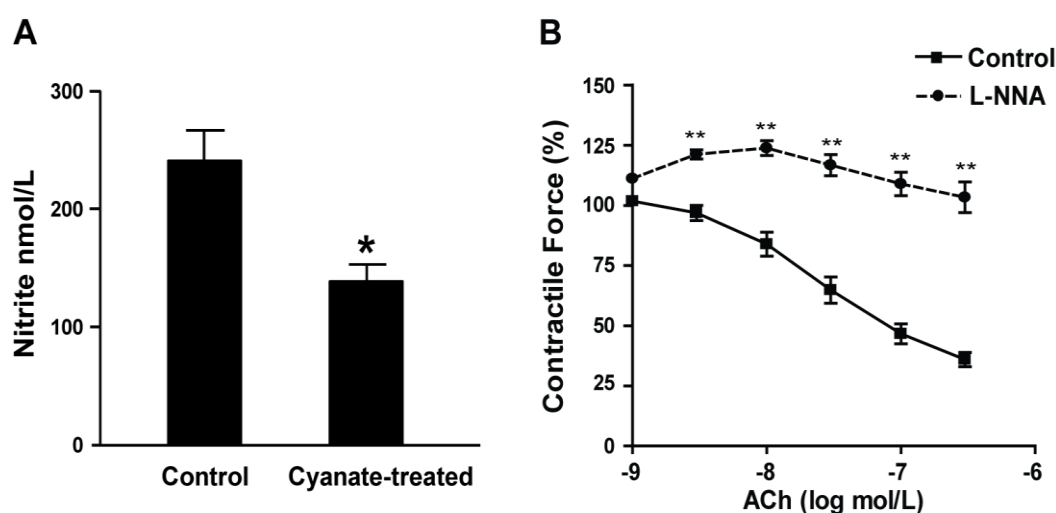 A
Nitrite nmol/L
300
200
100
0
*
Control
Cyanate-treated
B
Control
L-NNA
Contractile Force (%)
150
125
100
75
50
25
0
** ** ** ** **
-9 -8 -7 -6
ACh (log mol/L)